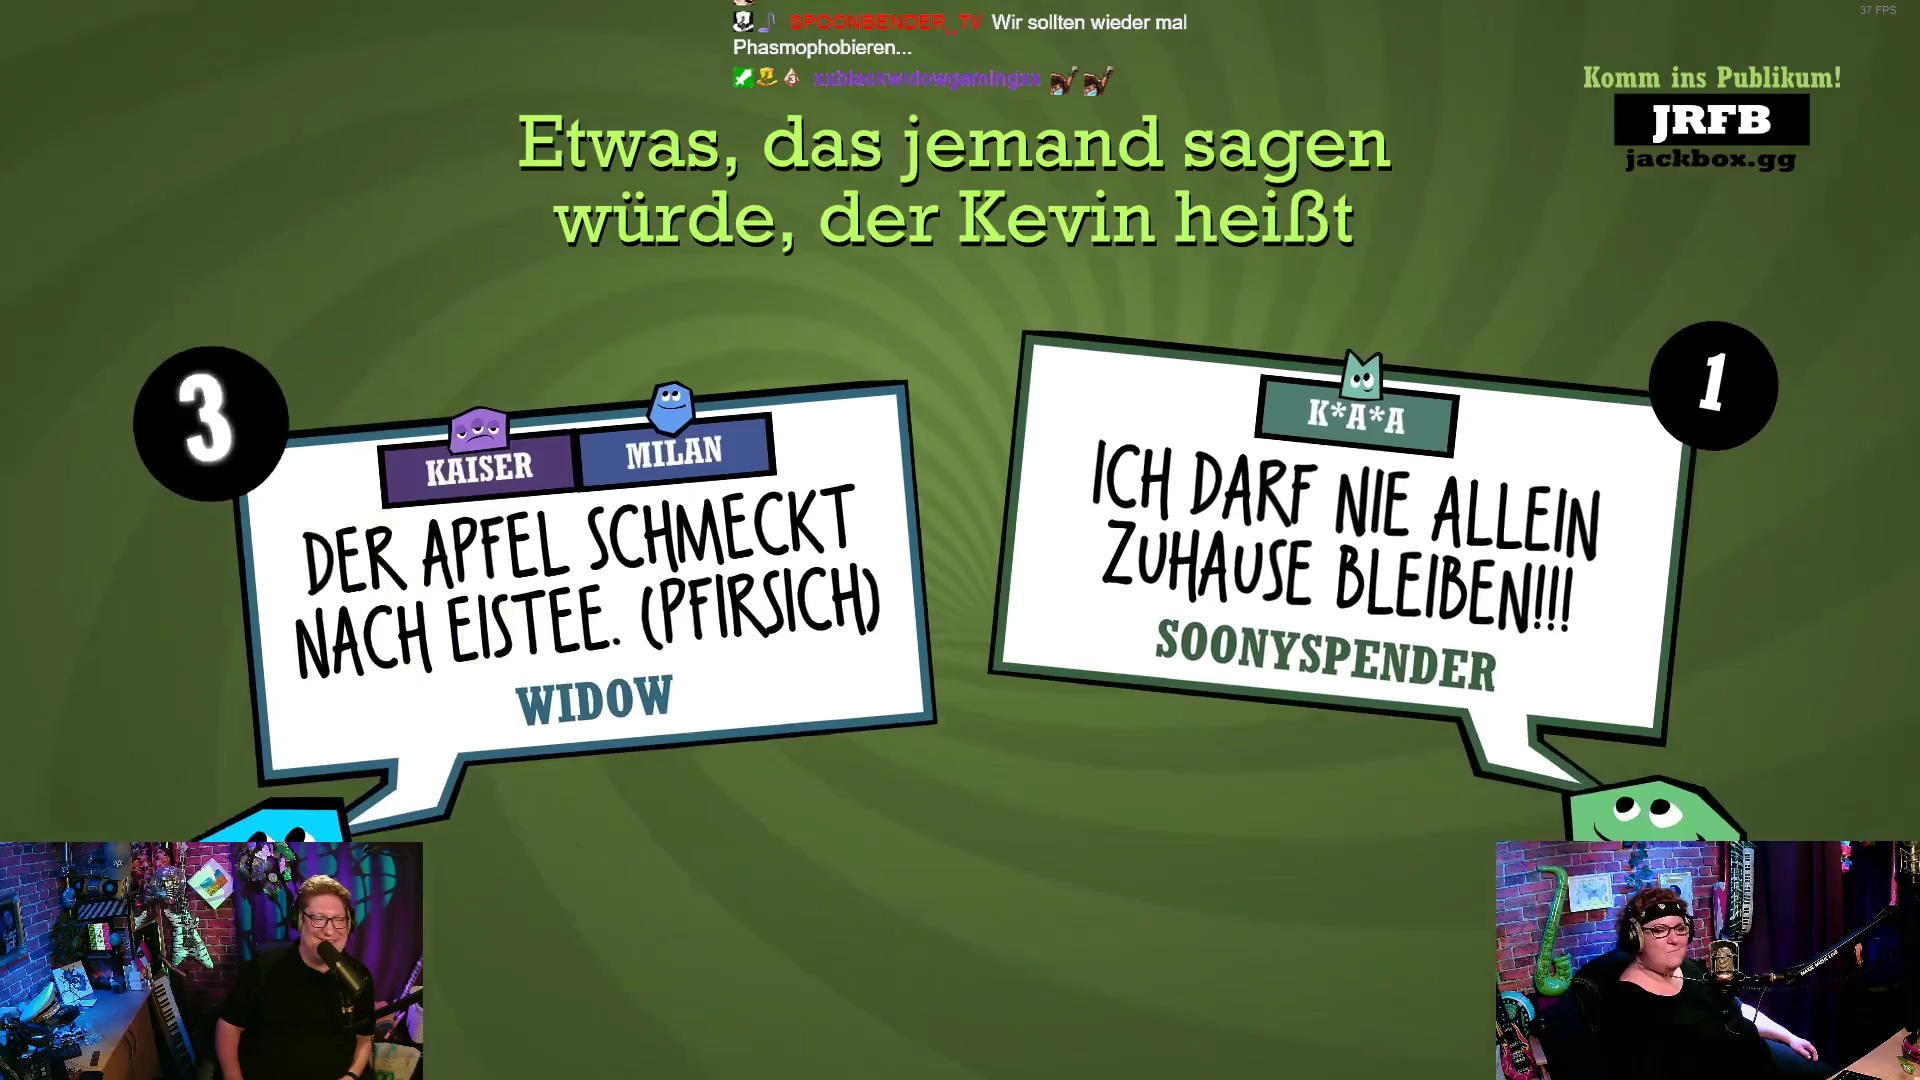 37 FPS
SPOONBENDER_TV Wir sollten wieder mal
Phasmophobieren...
xxblackwidowgamingxx
Komm ins Publikum!
JRFB
jackbox.gg
Etwas, das jemand sagen
würde, der Kevin heißt
3
KAISER
MILAN
DER APFEL SCHMECKT
NACH EISTEE. (PFIRSICH)
WIDOW
1
K*A*A
ICH DARF NIE ALLEIN
ZUHAUSE BLEIBEN!!!
SOONYSPENDER